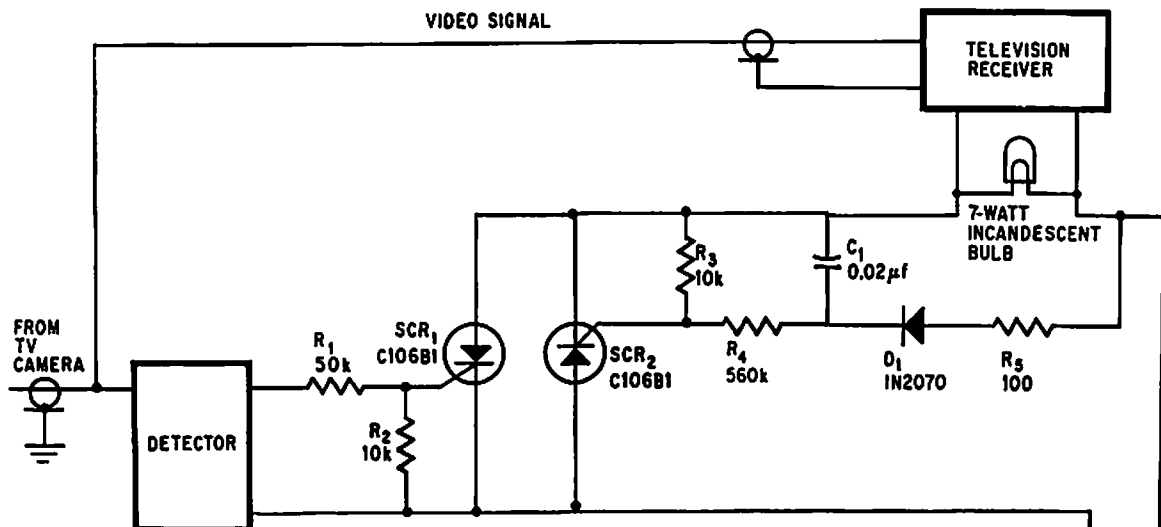 VIDEO SIGNAL
TELEVISION
RECEIVER
7-WATT
INCANDESCENT
BULB
R3
10k
C1
0.02µf
FROM
TV
CAMERA
R1
50k
SCR1
C106B1
SCR2
C106B1
R4
560k
D1
1N2070
R5
100
DETECTOR
R2
10k